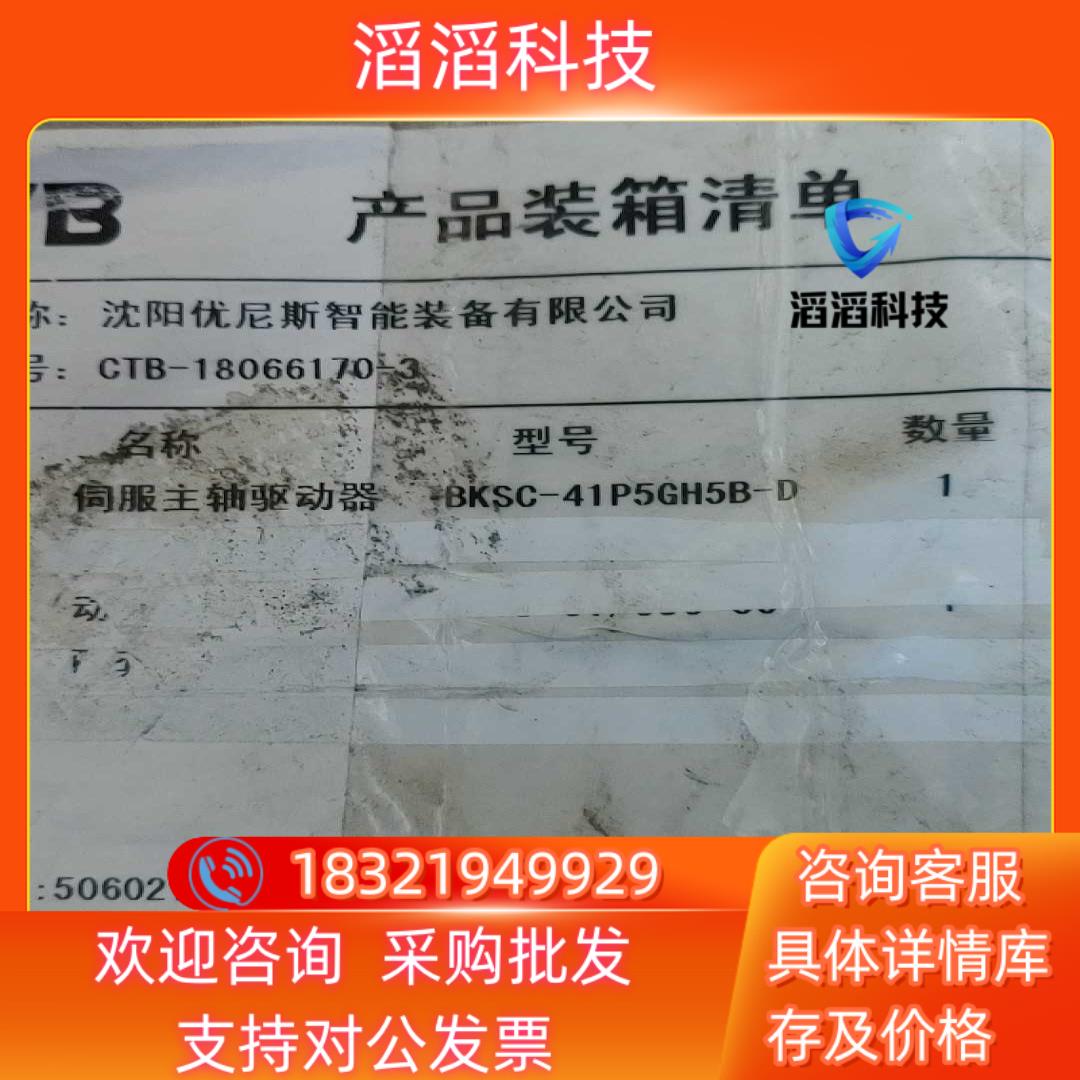 滔滔科技
TB
产品装箱清单
滔滔科技
称：沈阳优尼斯智能装备有限公司
号：CTB-18066170-3
名称 型号 数量
伺服主轴驱动器 BKSC-41P5GH5B-D 1
动
:50602
18321949929
欢迎咨询 采购批发
支持对公发票
咨询客服
具体详情库
存及价格